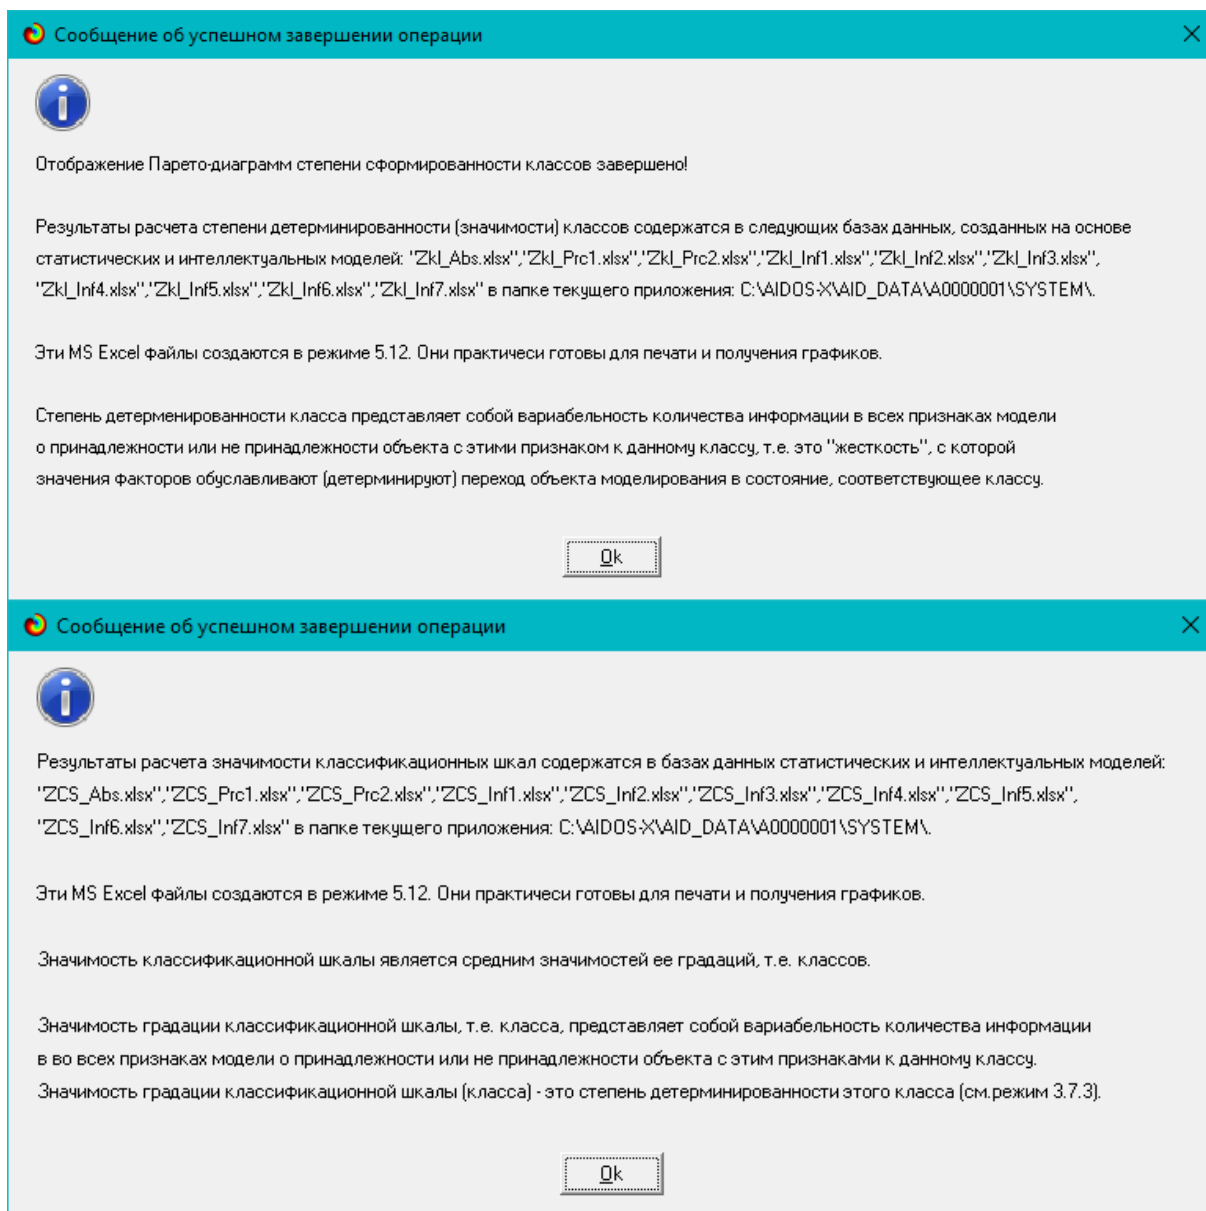 Сообщение об успешном завершении операции
Отображение Парето-диаграмм степени сформированности классов завершено!
Результаты расчета степени детерминированности (значимости) классов содержатся в следующих базах данных, созданных на основе
статистических и интеллектуальных моделей: "Zkl_Abs.xlsx","Zkl_Prc1.xlsx","Zkl_Prc2.xlsx","Zkl_Inf1.xlsx","Zkl_Inf2.xlsx","Zkl_Inf3.xlsx",
"Zkl_Inf4.xlsx","Zkl_Inf5.xlsx","Zkl_Inf6.xlsx","Zkl_Inf7.xlsx" в папке текущего приложения: C:\AIDOS-X\AID_DATA\A0000001\SYSTEM\.
Эти MS Excel файлы создаются в режиме 5.12. Они практичеси готовы для печати и получения графиков.
Степень детерменированности класса представляет собой вариабельность количества информации в всех признаках модели
о принадлежности или не принадлежности объекта с этими признаком к данному классу, т.е. это "жесткость", с которой
значения факторов обуславливают (детерминируют) переход объекта моделирования в состояние, соответствующее классу.
Ok
Сообщение об успешном завершении операции
Результаты расчета значимости классификационных шкал содержатся в базах данных статистических и интеллектуальных моделей:
"ZCS_Abs.xlsx","ZCS_Prc1.xlsx","ZCS_Prc2.xlsx","ZCS_Inf1.xlsx","ZCS_Inf2.xlsx","ZCS_Inf3.xlsx","ZCS_Inf4.xlsx","ZCS_Inf5.xlsx",
"ZCS_Inf6.xlsx","ZCS_Inf7.xlsx" в папке текущего приложения: C:\AIDOS-X\AID_DATA\A0000001\SYSTEM\.
Эти MS Excel файлы создаются в режиме 5.12. Они практичеси готовы для печати и получения графиков.
Значимость классификационной шкалы является средним значимостей ее градаций, т.е. классов.
Значимость градации классификационной шкалы, т.е. класса, представляет собой вариабельность количества информации
в во всех признаках модели о принадлежности или не принадлежности объекта с этим признаками к данному классу.
Значимость градации классификационной шкалы (класса) - это степень детерминированности этого класса (см.режим 3.7.3).
Ok